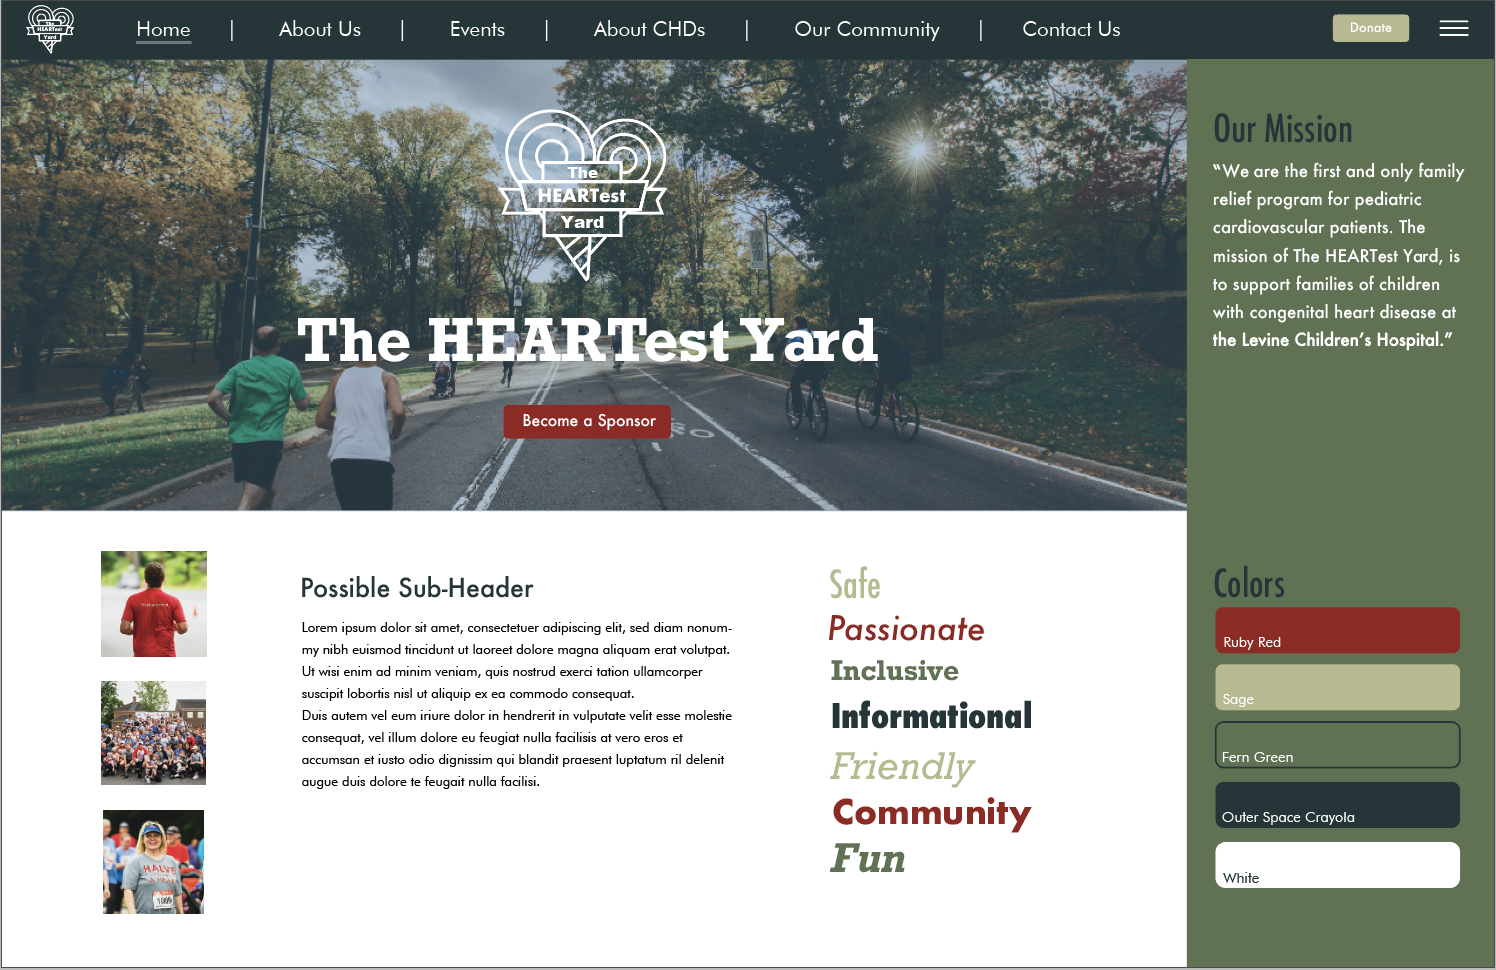 The
HEARTest
Yard
Home | About Us | Events | About CHDs | Our Community | Contact Us
Donate
The
HEARTest
Yard
The HEARTest Yard
Become a Sponsor
Our Mission
“We are the first and only family
relief program for pediatric
cardiovascular patients. The
mission of The HEARTest Yard, is
to support families of children
with congenital heart disease at
the Levine Children’s Hospital.”
Possible Sub-Header
Lorem ipsum dolor sit amet, consectetuer adipiscing elit, sed diam nonum-
my nibh euismod tincidunt ut laoreet dolore magna aliquam erat volutpat.
Ut wisi enim ad minim veniam, quis nostrud exerci tation ullamcorper
suscipit lobortis nisl ut aliquip ex ea commodo consequat.
Duis autem vel eum iriure dolor in hendrerit in vulputate velit esse molestie
consequat, vel illum dolore eu feugiat nulla facilisis at vero eros et
accumsan et iusto odio dignissim qui blandit praesent luptatum ril delenit
augue duis dolore te feugait nulla facilisi.
HALVE
1009
Safe
Passionate
Inclusive
Informational
Friendly
Community
Fun
Colors
Ruby Red
Sage
Fern Green
Outer Space Crayola
White